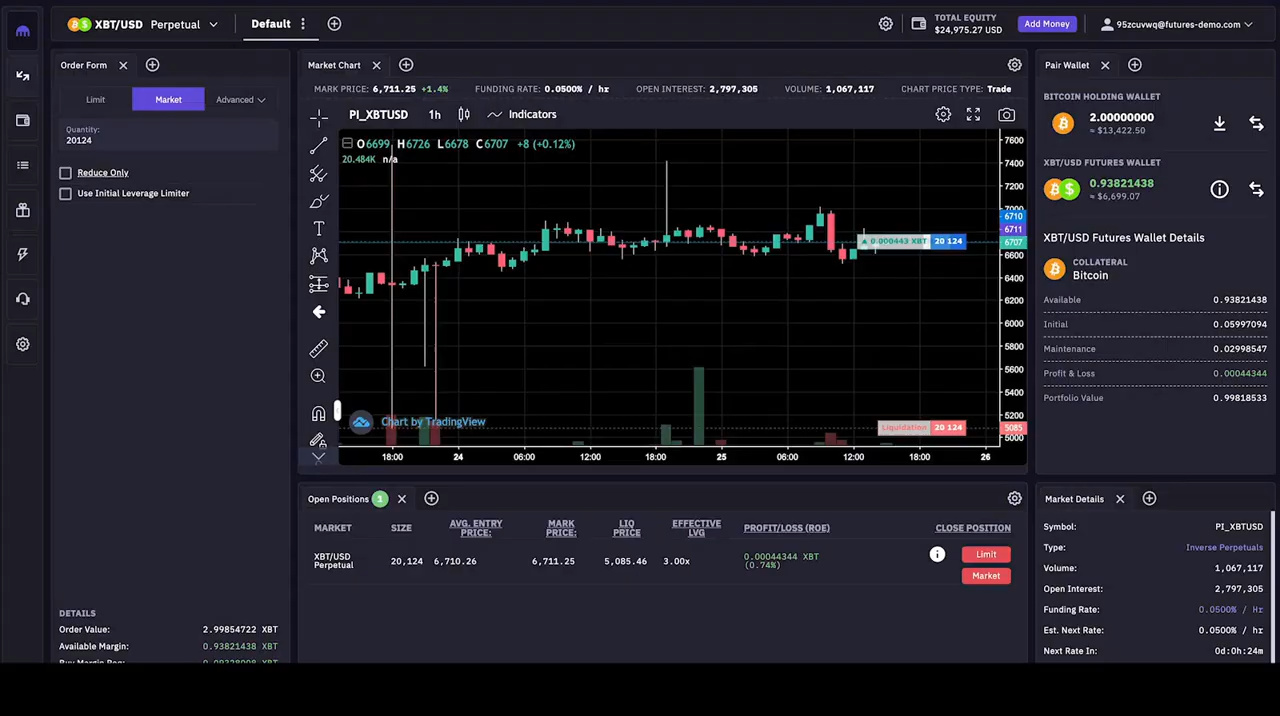 XBT/USD Perpetual
Default
TOTAL EQUITY
$24,975.27 USD
Add Money
95zcuvwq@futures-demo.com
Order Form
Limit
Market
Advanced
Quantity:
20124
Reduce Only
Use Initial Leverage Limiter
DETAILS
Order Value: 2.99854722 XBT
Available Margin: 0.93821438 XBT
Market Chart
MARK PRICE: 6,711.25 +1.4%
FUNDING RATE: 0.0500% / hr
OPEN INTEREST: 2,797,305
VOLUME: 1,067,117
CHART PRICE TYPE: Trade
PI_XBTUSD 1h Indicators
O6699 H6726 L6678 C6707 +8 (+0.12%)
20.484K n/a
7600
7400
7200
7000
6710
6711
6707
6600
6400
6200
6000
5800
5600
5400
5200
5085
5000
0.000443 XBT 20 124
Liquidation 20 124
Chart by TradingView
18:00 24 06:00 12:00 18:00 25 06:00 12:00 18:00 26
Open Positions 1
MARKET SIZE AVG. ENTRY PRICE: MARK PRICE: LIQ PRICE EFFECTIVE LVG PROFIT/LOSS (ROE) CLOSE POSITION
XBT/USD Perpetual 20,124 6,710.26 6,711.25 5,085.46 3.00x 0.00044344 XBT (0.74%)
Limit
Market
Pair Wallet
BITCOIN HOLDING WALLET
2.00000000
≈ $13,422.50
XBT/USD FUTURES WALLET
0.93821438
≈ $6,699.07
XBT/USD Futures Wallet Details
COLLATERAL
Bitcoin
Available 0.93821438
Initial 0.05997094
Maintenance 0.02998547
Profit & Loss 0.00044344
Portfolio Value 0.99818533
Market Details
Symbol: PI_XBTUSD
Type: Inverse Perpetuals
Volume: 1,067,117
Open Interest: 2,797,305
Funding Rate: 0.0500% / Hr
Est. Next Rate: 0.0500% / hr
Next Rate In: 0d:0h:24m